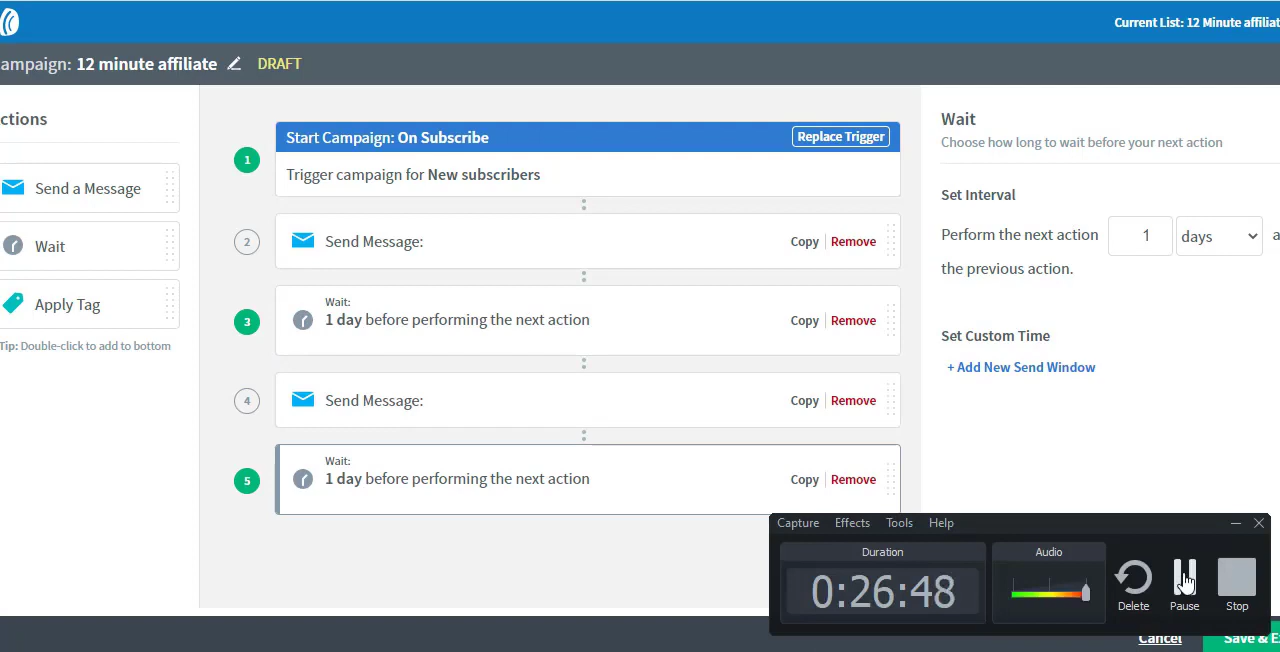 Current List: 12 Minute affiliat
ampaign: 12 minute affiliate DRAFT
ctions
Send a Message
Wait
Apply Tag
Tip: Double-click to add to bottom
1
Start Campaign: On Subscribe Replace Trigger
Trigger campaign for New subscribers
2
Send Message: Copy Remove
3
Wait:
1 day before performing the next action Copy Remove
4
Send Message: Copy Remove
5
Wait:
1 day before performing the next action Copy Remove
Wait
Choose how long to wait before your next action
Set Interval
Perform the next action 1 days a
the previous action.
Set Custom Time
+ Add New Send Window
Capture Effects Tools Help
Duration Audio
0:26:48
Delete Pause Stop
Cancel Save & E